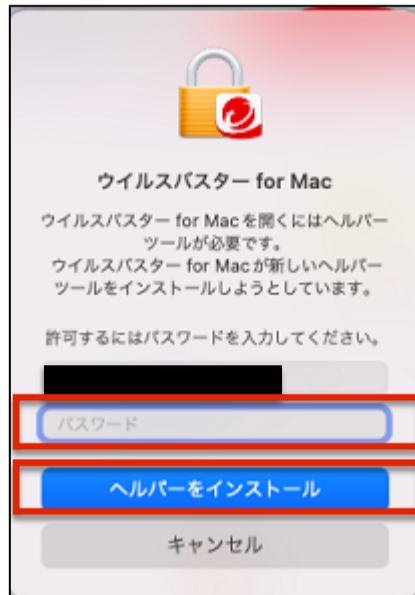 ウイルスバスター for Mac
ウイルスバスター for Macを開くにはヘルパー
ツールが必要です。
ウイルスバスター for Macが新しいヘルパー
ツールをインストールしようとしています。
許可するにはパスワードを入力してください。
パスワード
ヘルパーをインストール
キャンセル